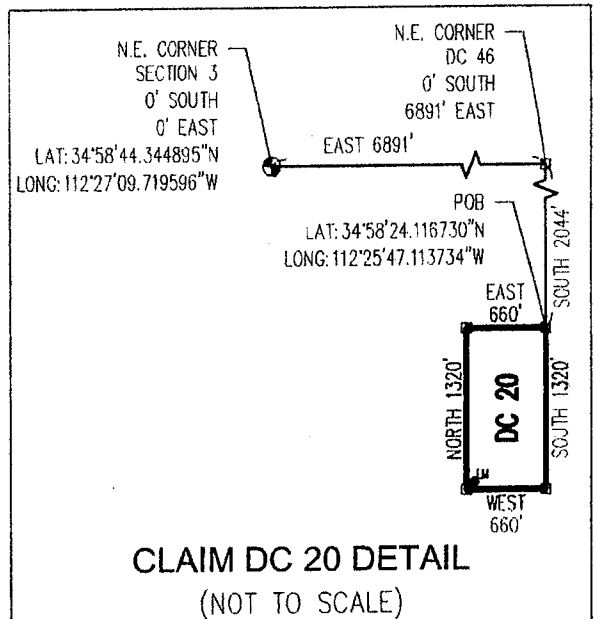 N.E. CORNER
SECTION 3
0' SOUTH
0' EAST
LAT: 34°58'44.344895"N
LONG: 112°27'09.719596"W
N.E. CORNER
DC 46
0' SOUTH
6891' EAST
EAST 6891'
POB
LAT: 34°58'24.116730"N
LONG: 112°25'47.113734"W
SOUTH 2044'
EAST
660'
NORTH 1320'
DC 20
SOUTH 1320'
LM
WEST
660'
CLAIM DC 20 DETAIL
(NOT TO SCALE)